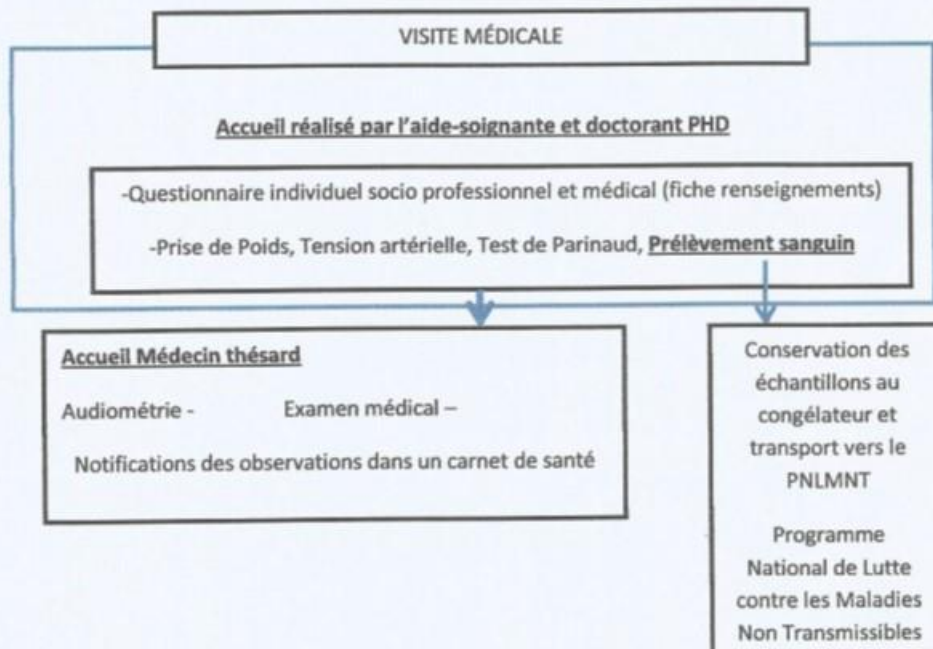 VISITE MÉDICALE
Accueil réalisé par l'aide-soignante et doctorant PHD
-Questionnaire individuel socio professionnel et médical (fiche renseignements)
-Prise de Poids, Tension artérielle, Test de Parinaud, Prélèvement sanguin
Accueil Médecin thésard
Audiométrie - Examen médical –
Notifications des observations dans un carnet de santé
Conservation des
échantillons au
congélateur et
transport vers le
PNLMNT
Programme
National de Lutte
contre les Maladies
Non Transmissibles